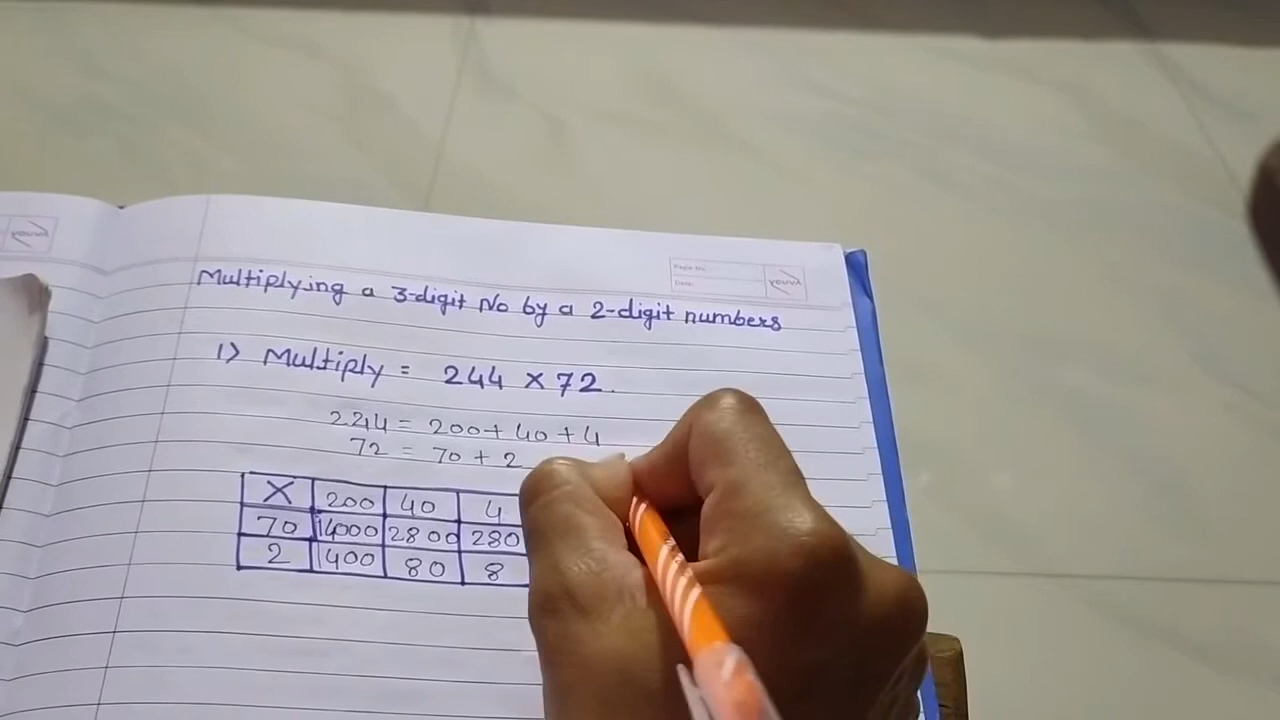 Page No.
Date:
youva
Multiplying a 3-digit No by a 2-digit numbers
1) Multiply = 244 × 72.
244 = 200 + 40 + 4
72 = 70 + 2
X 200 40 4
70 14000 2800 280
2 400 80 8